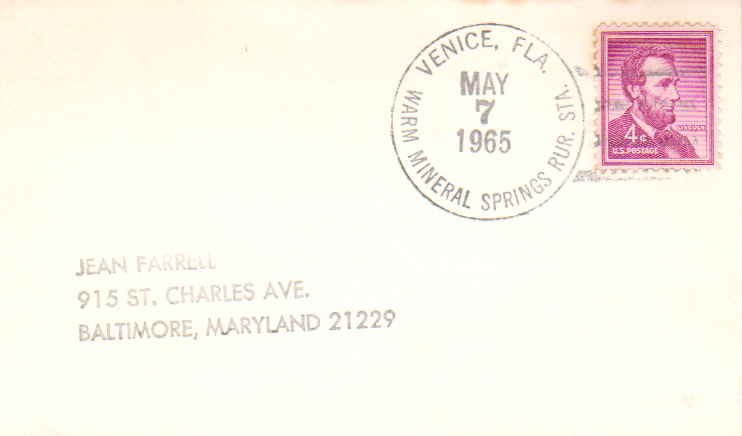 VENICE, FLA.
MAY
7
1965
WARM MINERAL SPRINGS RUR. STA.
LINCOLN
4¢
U.S. POSTAGE
JEAN FARRELL
915 ST. CHARLES AVE.
BALTIMORE, MARYLAND 21229